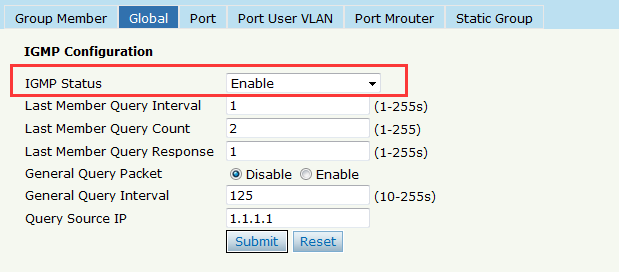 Group Member Global Port Port User VLAN Port Mrouter Static Group
IGMP Configuration
IGMP Status Enable
Last Member Query Interval 1 (1-255s)
Last Member Query Count 2 (1-255)
Last Member Query Response 1 (1-255s)
General Query Packet Disable Enable
General Query Interval 125 (10-255s)
Query Source IP 1.1.1.1
Submit Reset